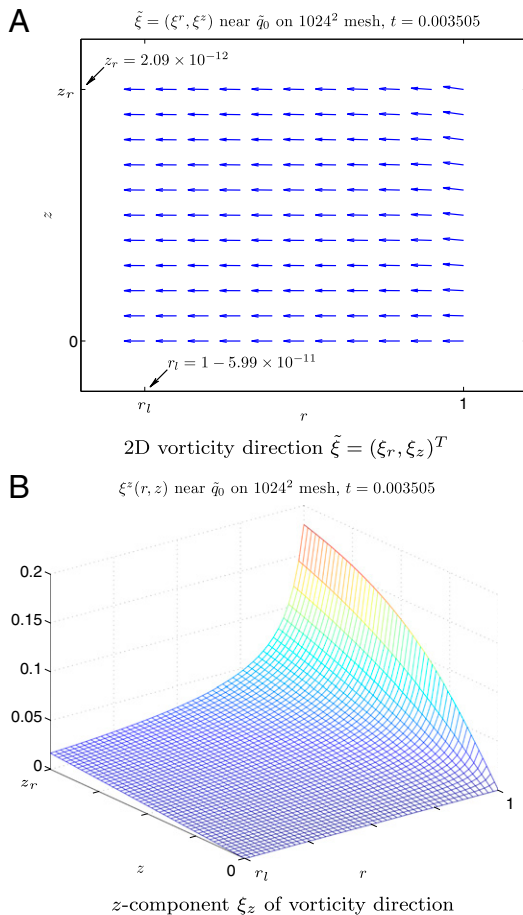 A
ξ̃ = (ξ^r, ξ^z) near q̃_0 on 1024^2 mesh, t = 0.003505
z_r = 2.09 × 10^{-12}
z_r
z
0
r_l = 1 − 5.99 × 10^{-11}
r_l
r
1
2D vorticity direction ξ̃ = (ξ_r, ξ_z)^T
B
ξ^z(r, z) near q̃_0 on 1024^2 mesh, t = 0.003505
0.2
0.15
0.1
0.05
0
z_r
z
0
r_l
r
1
z-component ξ_z of vorticity direction